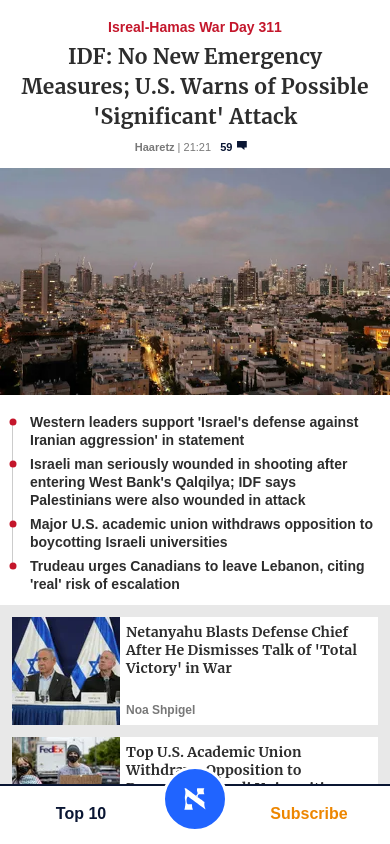 Isreal-Hamas War Day 311
IDF: No New Emergency
Measures; U.S. Warns of Possible
'Significant' Attack
Haaretz | 21:21 59
Western leaders support 'Israel's defense against
Iranian aggression' in statement
Israeli man seriously wounded in shooting after
entering West Bank's Qalqilya; IDF says
Palestinians were also wounded in attack
Major U.S. academic union withdraws opposition to
boycotting Israeli universities
Trudeau urges Canadians to leave Lebanon, citing
'real' risk of escalation
Netanyahu Blasts Defense Chief
After He Dismisses Talk of 'Total
Victory' in War
Noa Shpigel
FedEx
Top U.S. Academic Union
Withdraws Opposition to
Top 10
Subscribe